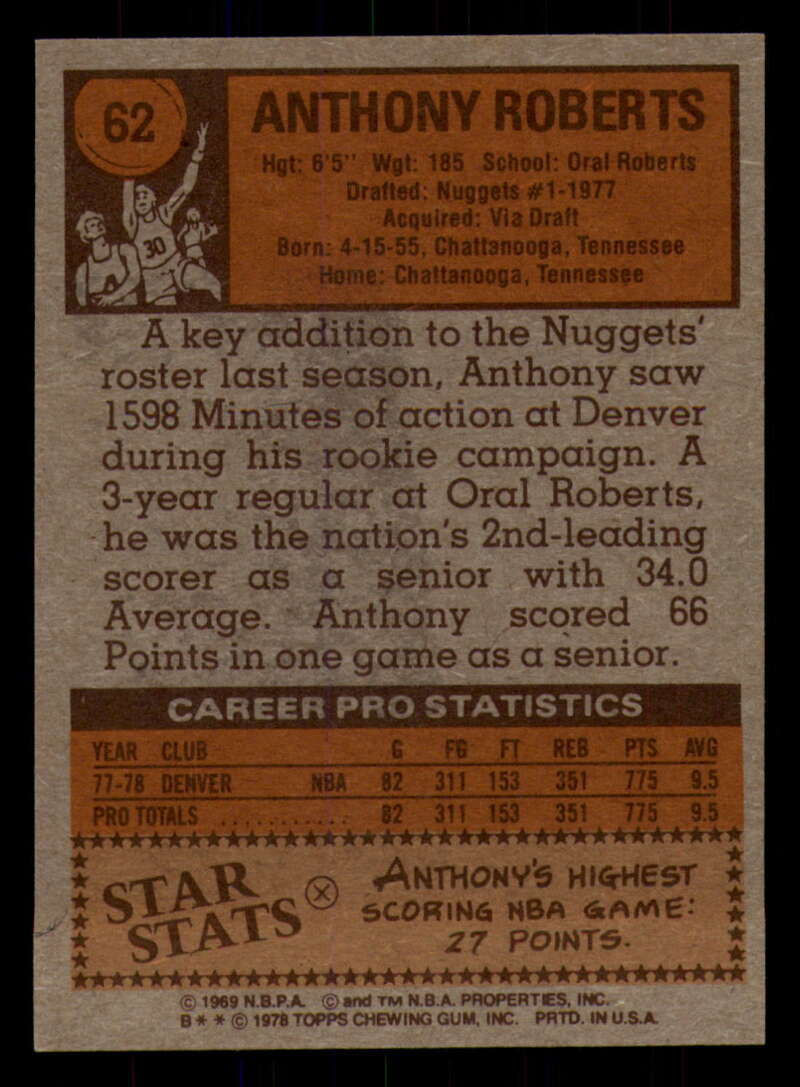 62
ANTHONY ROBERTS
Hgt: 6'5" Wgt: 185 School: Oral Roberts
Drafted: Nuggets #1-1977
Acquired: Via Draft
Born: 4-15-55, Chattanooga, Tennessee
Home: Chattanooga, Tennessee
30
A key addition to the Nuggets'
roster last season, Anthony saw
1598 Minutes of action at Denver
during his rookie campaign. A
3-year regular at Oral Roberts,
he was the nation's 2nd-leading
scorer as a senior with 34.0
Average. Anthony scored 66
Points in one game as a senior.
CAREER PRO STATISTICS
YEAR CLUB G FG FT REB PTS AVG
77-78 DENVER NBA 82 311 153 351 775 9.5
PRO TOTALS ........... 82 311 153 351 775 9.5
STAR
STATS
ANTHONY'S HIGHEST
SCORING NBA GAME:
27 POINTS.
© 1969 N.B.P.A. © and TM N.B.A. PROPERTIES, INC.
B * * © 1978 TOPPS CHEWING GUM, INC. PRTD. IN U.S.A.